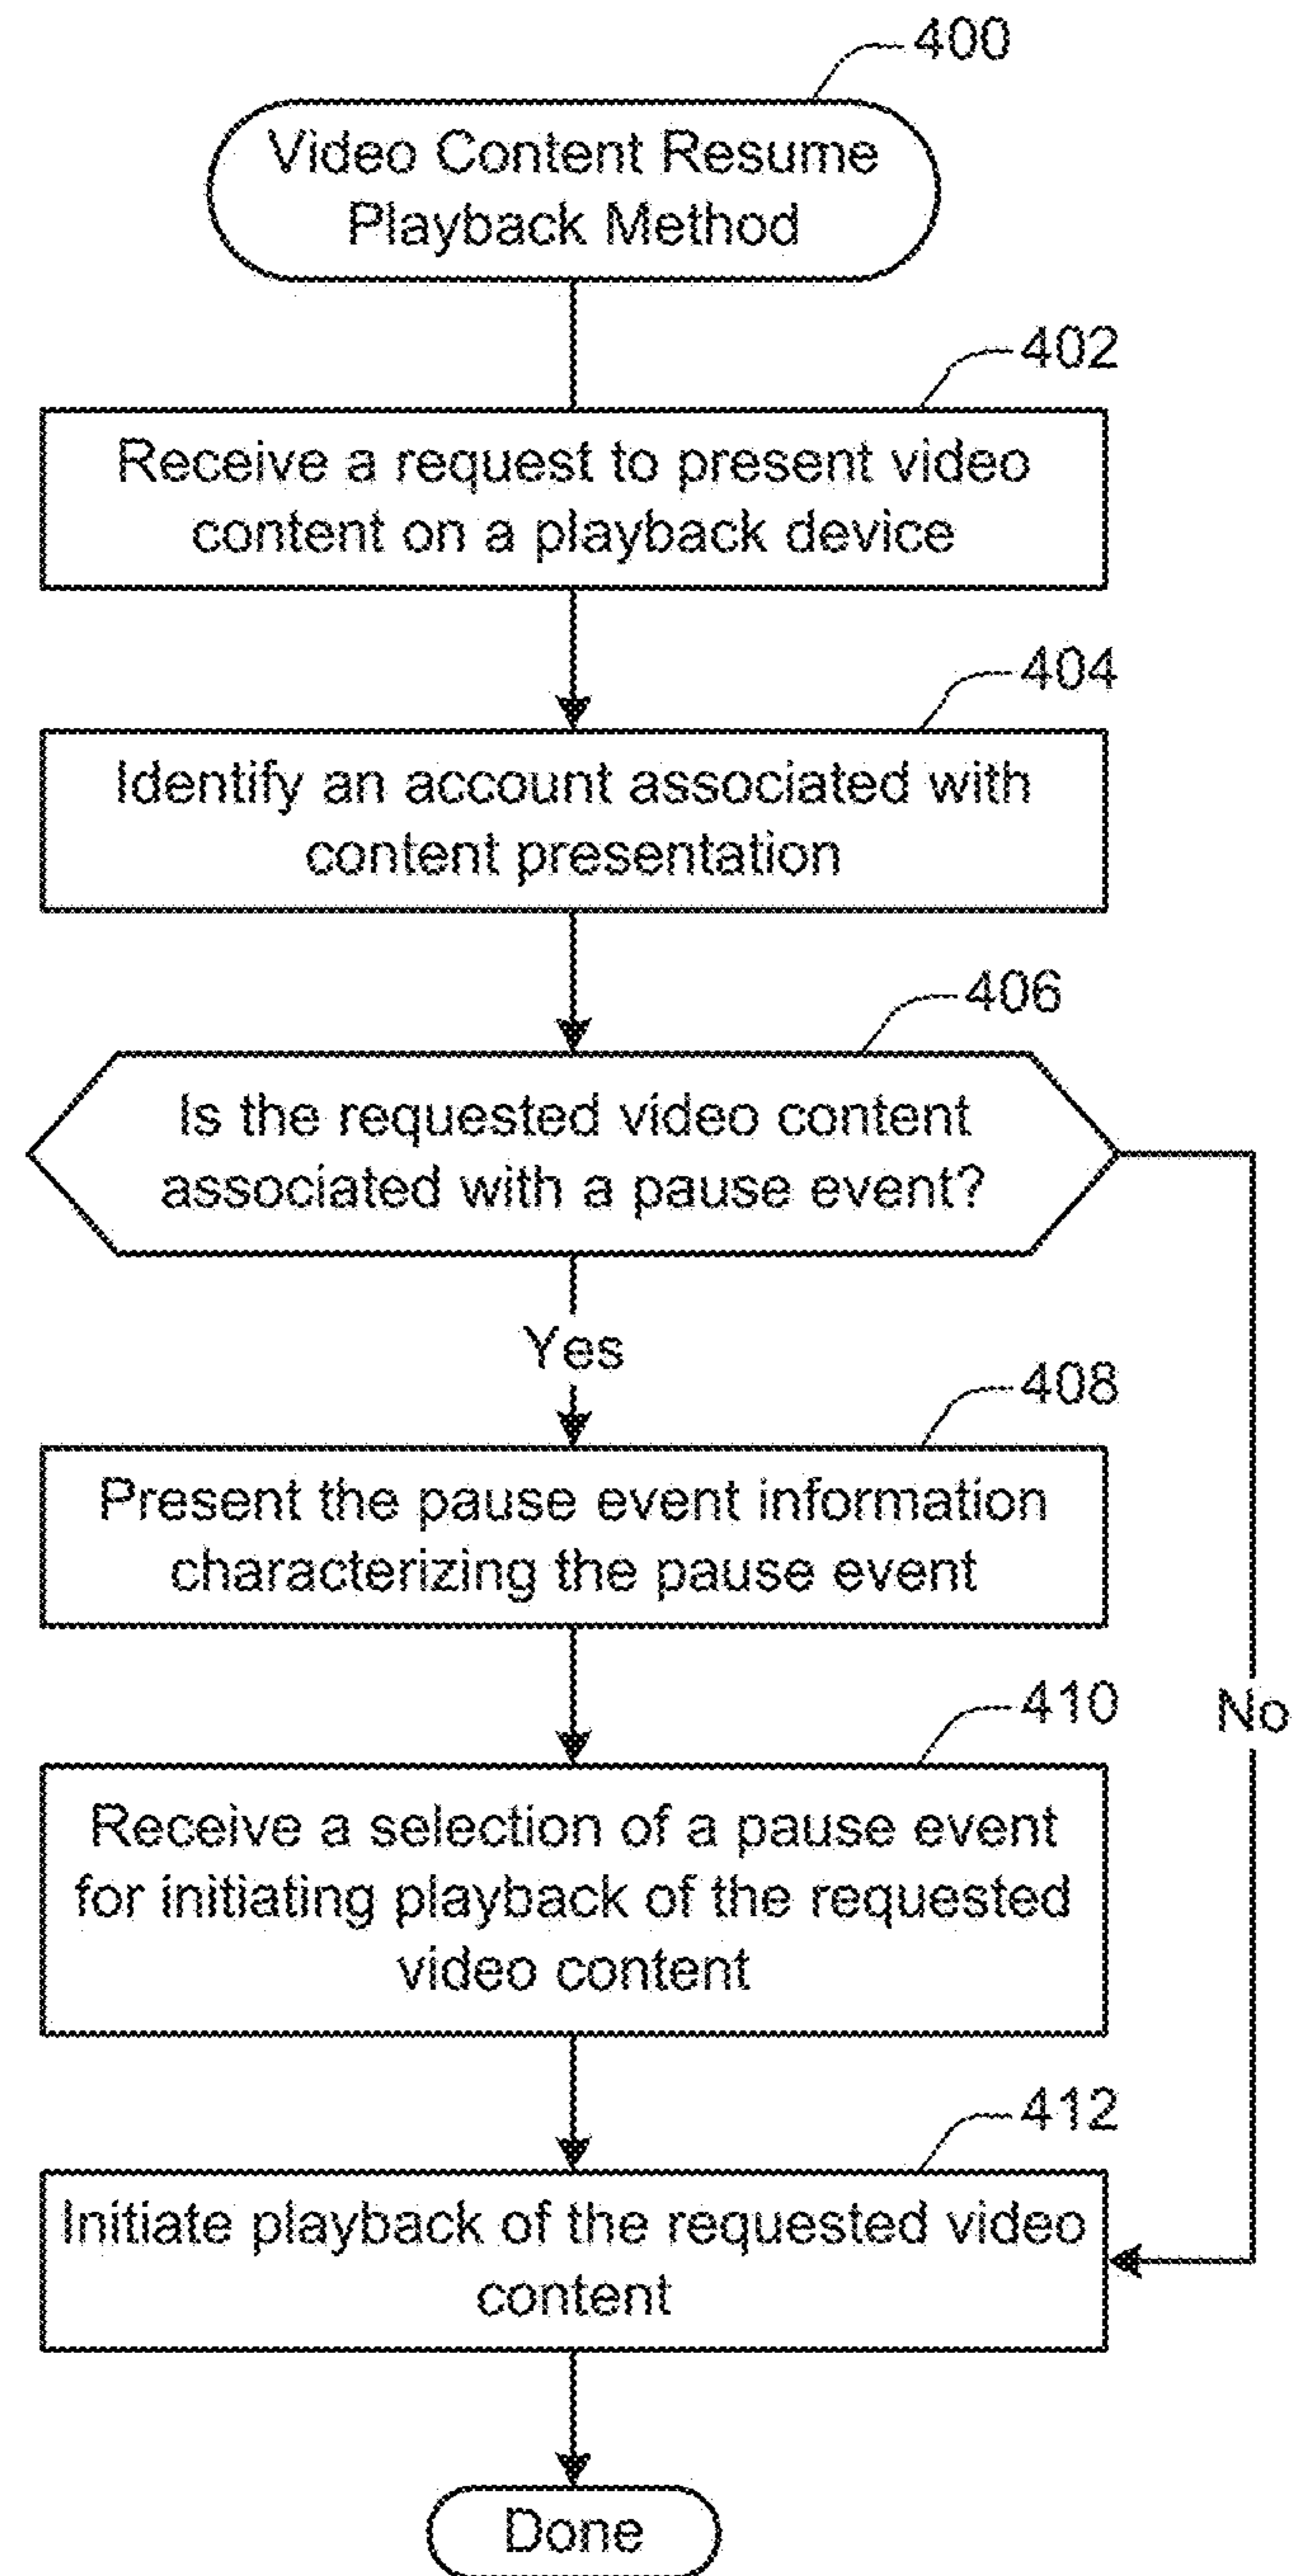 400
Video Content Resume
Playback Method
402
Receive a request to present video
content on a playback device
404
Identify an account associated with
content presentation
406
Is the requested video content
associated with a pause event?
Yes
408
Present the pause event information
characterizing the pause event
410
No
Receive a selection of a pause event
for initiating playback of the requested
video content
412
Initiate playback of the requested video
content
Done